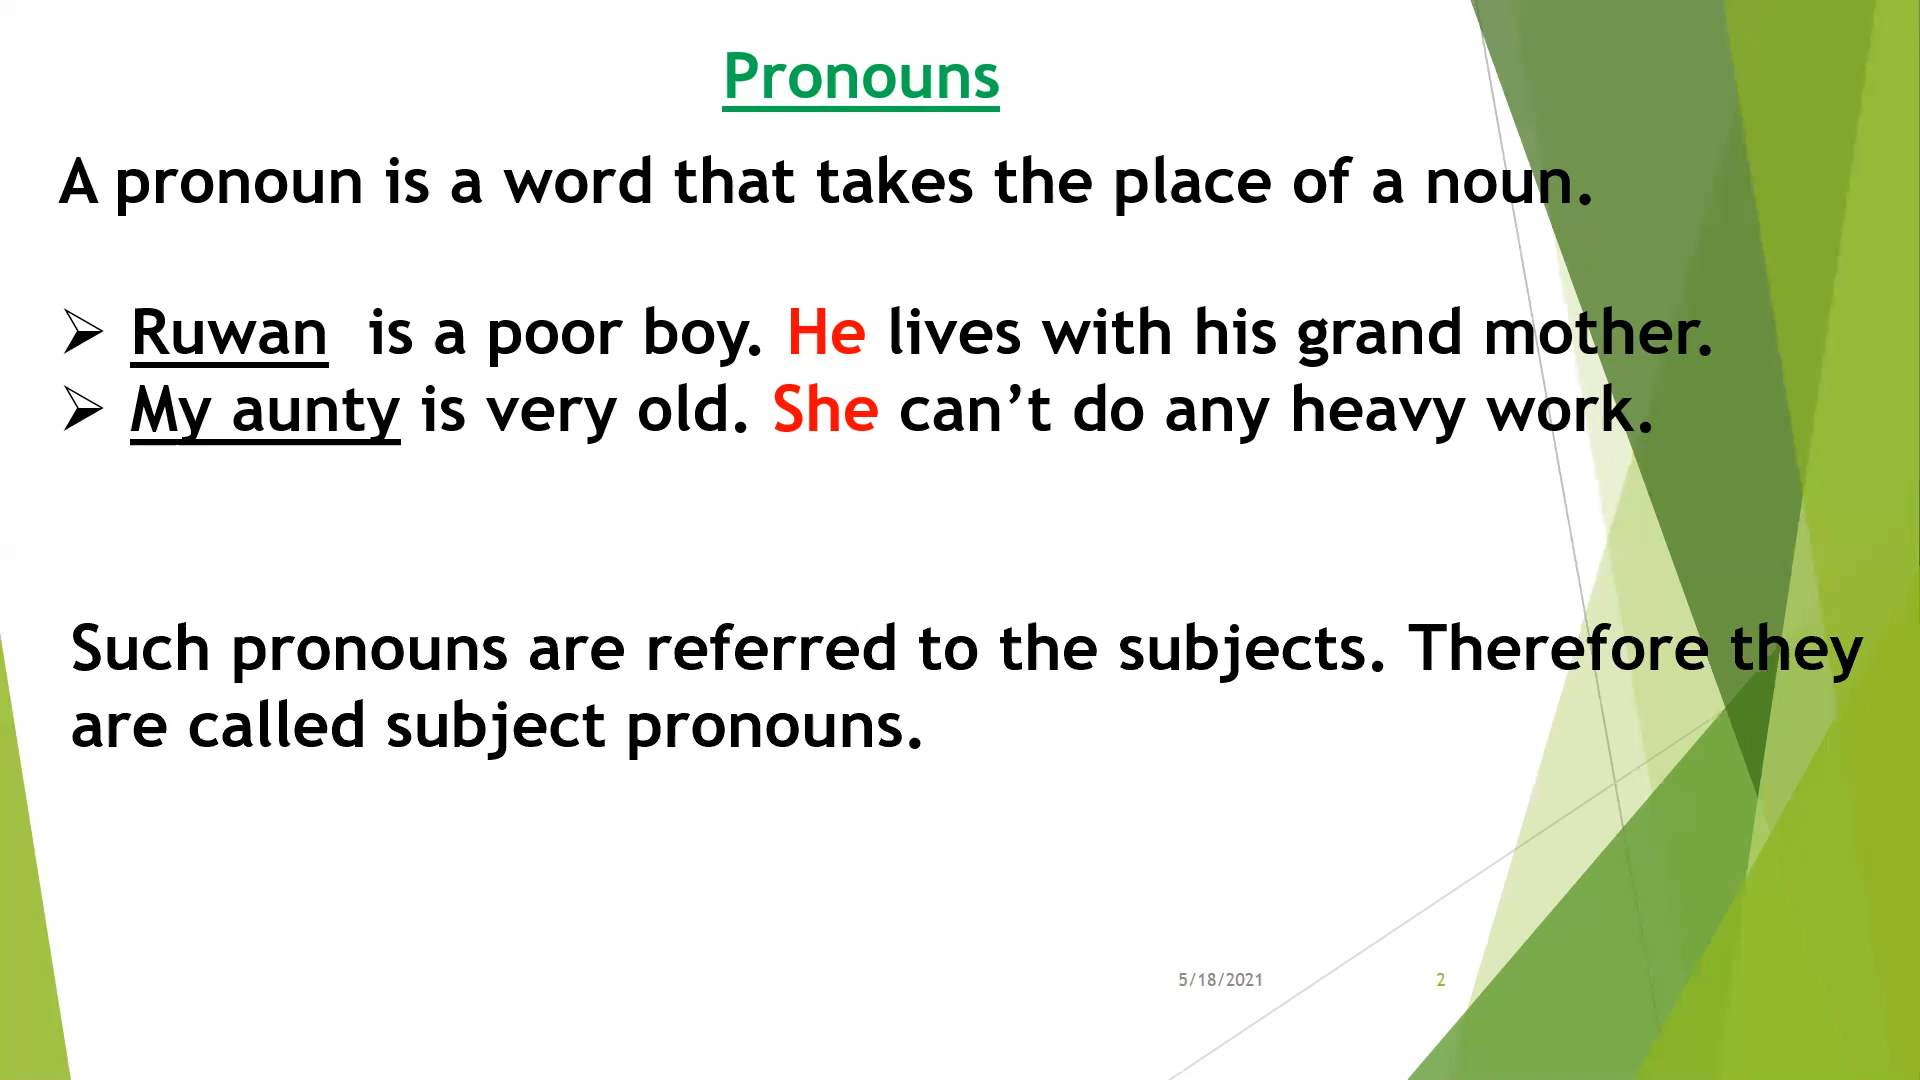 Pronouns
A pronoun is a word that takes the place of a noun.
➢ Ruwan is a poor boy. He lives with his grand mother.
➢ My aunty is very old. She can’t do any heavy work.
Such pronouns are referred to the subjects. Therefore they
are called subject pronouns.
5/18/2021 2